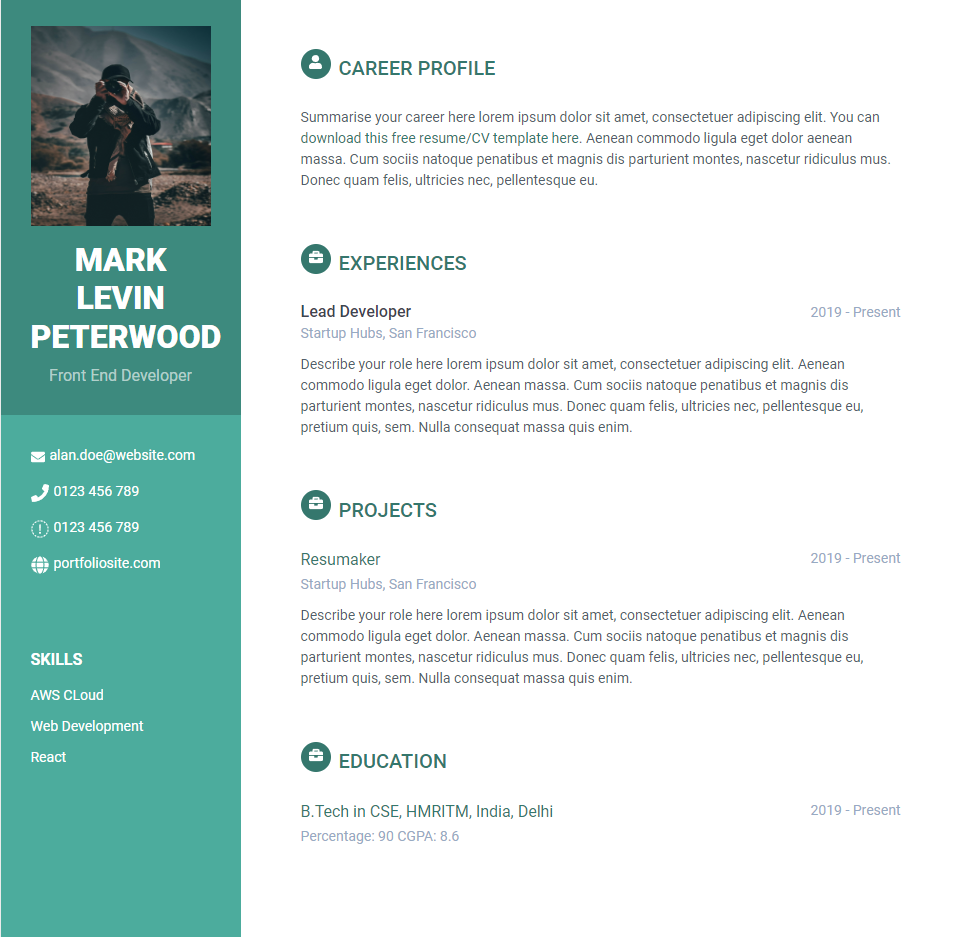 MARK
LEVIN
PETERWOOD
Front End Developer
alan.doe@website.com
0123 456 789
0123 456 789
portfoliosite.com
SKILLS
AWS CLoud
Web Development
React
CAREER PROFILE
Summarise your career here lorem ipsum dolor sit amet, consectetuer adipiscing elit. You can
download this free resume/CV template here. Aenean commodo ligula eget dolor aenean
massa. Cum sociis natoque penatibus et magnis dis parturient montes, nascetur ridiculus mus.
Donec quam felis, ultricies nec, pellentesque eu.
EXPERIENCES
Lead Developer 2019 - Present
Startup Hubs, San Francisco
Describe your role here lorem ipsum dolor sit amet, consectetuer adipiscing elit. Aenean
commodo ligula eget dolor. Aenean massa. Cum sociis natoque penatibus et magnis dis
parturient montes, nascetur ridiculus mus. Donec quam felis, ultricies nec, pellentesque eu,
pretium quis, sem. Nulla consequat massa quis enim.
PROJECTS
Resumaker 2019 - Present
Startup Hubs, San Francisco
Describe your role here lorem ipsum dolor sit amet, consectetuer adipiscing elit. Aenean
commodo ligula eget dolor. Aenean massa. Cum sociis natoque penatibus et magnis dis
parturient montes, nascetur ridiculus mus. Donec quam felis, ultricies nec, pellentesque eu,
pretium quis, sem. Nulla consequat massa quis enim.
EDUCATION
B.Tech in CSE, HMRITM, India, Delhi 2019 - Present
Percentage: 90 CGPA: 8.6